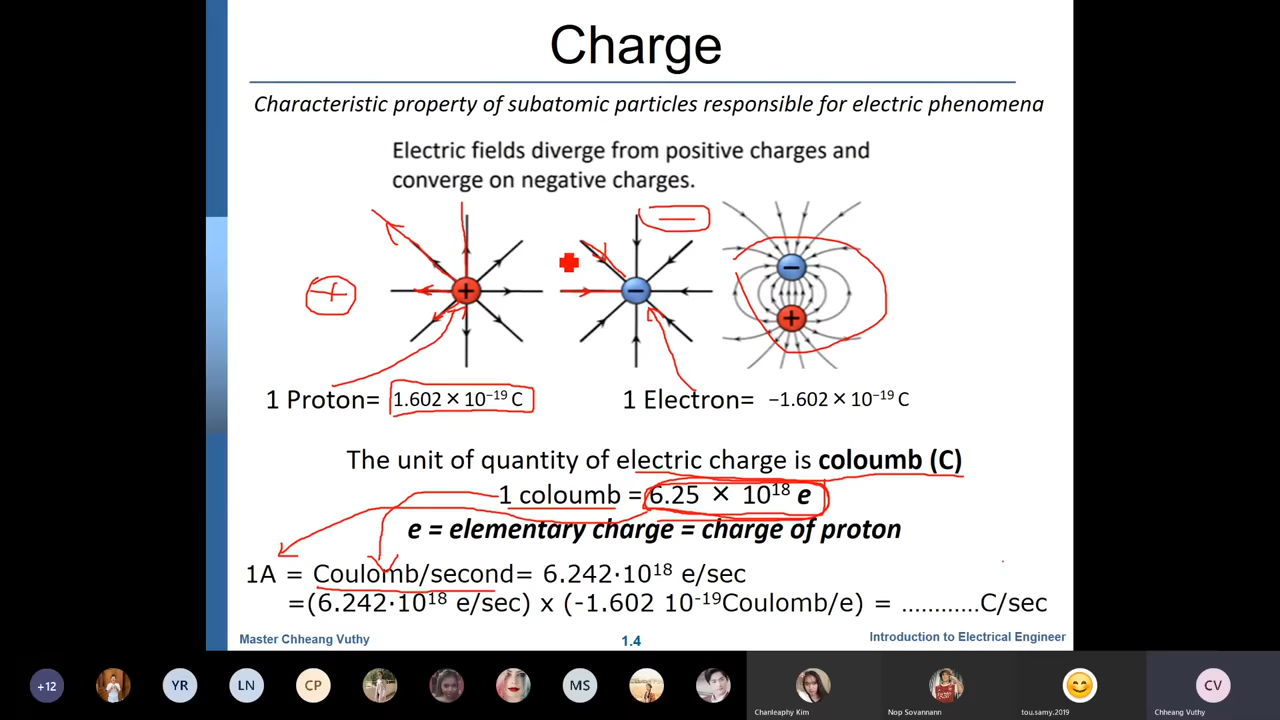 Charge
Characteristic property of subatomic particles responsible for electric phenomena
Electric fields diverge from positive charges and
converge on negative charges.
+
−
+
−
−
+
1 Proton= 1.602 × 10⁻¹⁹ C
1 Electron= −1.602 × 10⁻¹⁹ C
The unit of quantity of electric charge is coloumb (C)
1 coloumb = 6.25 × 10¹⁸ e
e = elementary charge = charge of proton
1A = Coulomb/second= 6.242·10¹⁸ e/sec
=(6.242·10¹⁸ e/sec) x (-1.602 10⁻¹⁹Coulomb/e) = ............C/sec
Master Chheang Vuthy
1.4
Introduction to Electrical Engineer
+12
YR
LN
CP
MS
CV
Chanleaphy Kim
Nop Sovannann
tou.samy.2019
Chheang Vuthy